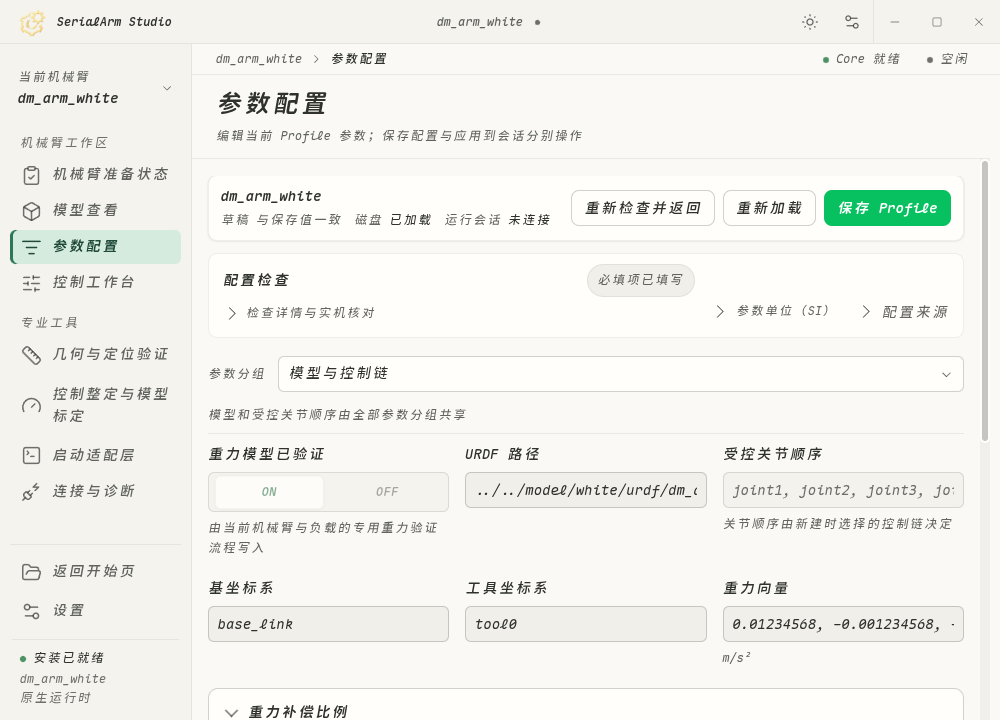 SerialArm Studio
dm_arm_white
当前机械臂
dm_arm_white
机械臂工作区
机械臂准备状态
模型查看
参数配置
控制工作台
专业工具
几何与定位验证
控制整定与模型
标定
启动适配层
连接与诊断
返回开始页
设置
安装已就绪
dm_arm_white
原生运行时
dm_arm_white > 参数配置
Core 就绪 空闲
参数配置
编辑当前 Profile 参数；保存配置与应用到会话分别操作
dm_arm_white
草稿 与保存值一致 磁盘 已加载 运行会话 未连接
重新检查并返回 重新加载 保存 Profile
配置检查 必填项已填写
检查详情与实机核对 参数单位 (SI) 配置来源
参数分组 模型与控制链
模型和受控关节顺序由全部参数分组共享
重力模型已验证 URDF 路径 受控关节顺序
ON OFF ../../model/white/urdf/dm_ joint1, joint2, joint3, jo
由当前机械臂与负载的专用重力验证
流程写入
关节顺序由新建时选择的控制链决定
基坐标系 工具坐标系 重力向量
base_link tool0 0.01234568, -0.001234568, -
m/s²
重力补偿比例